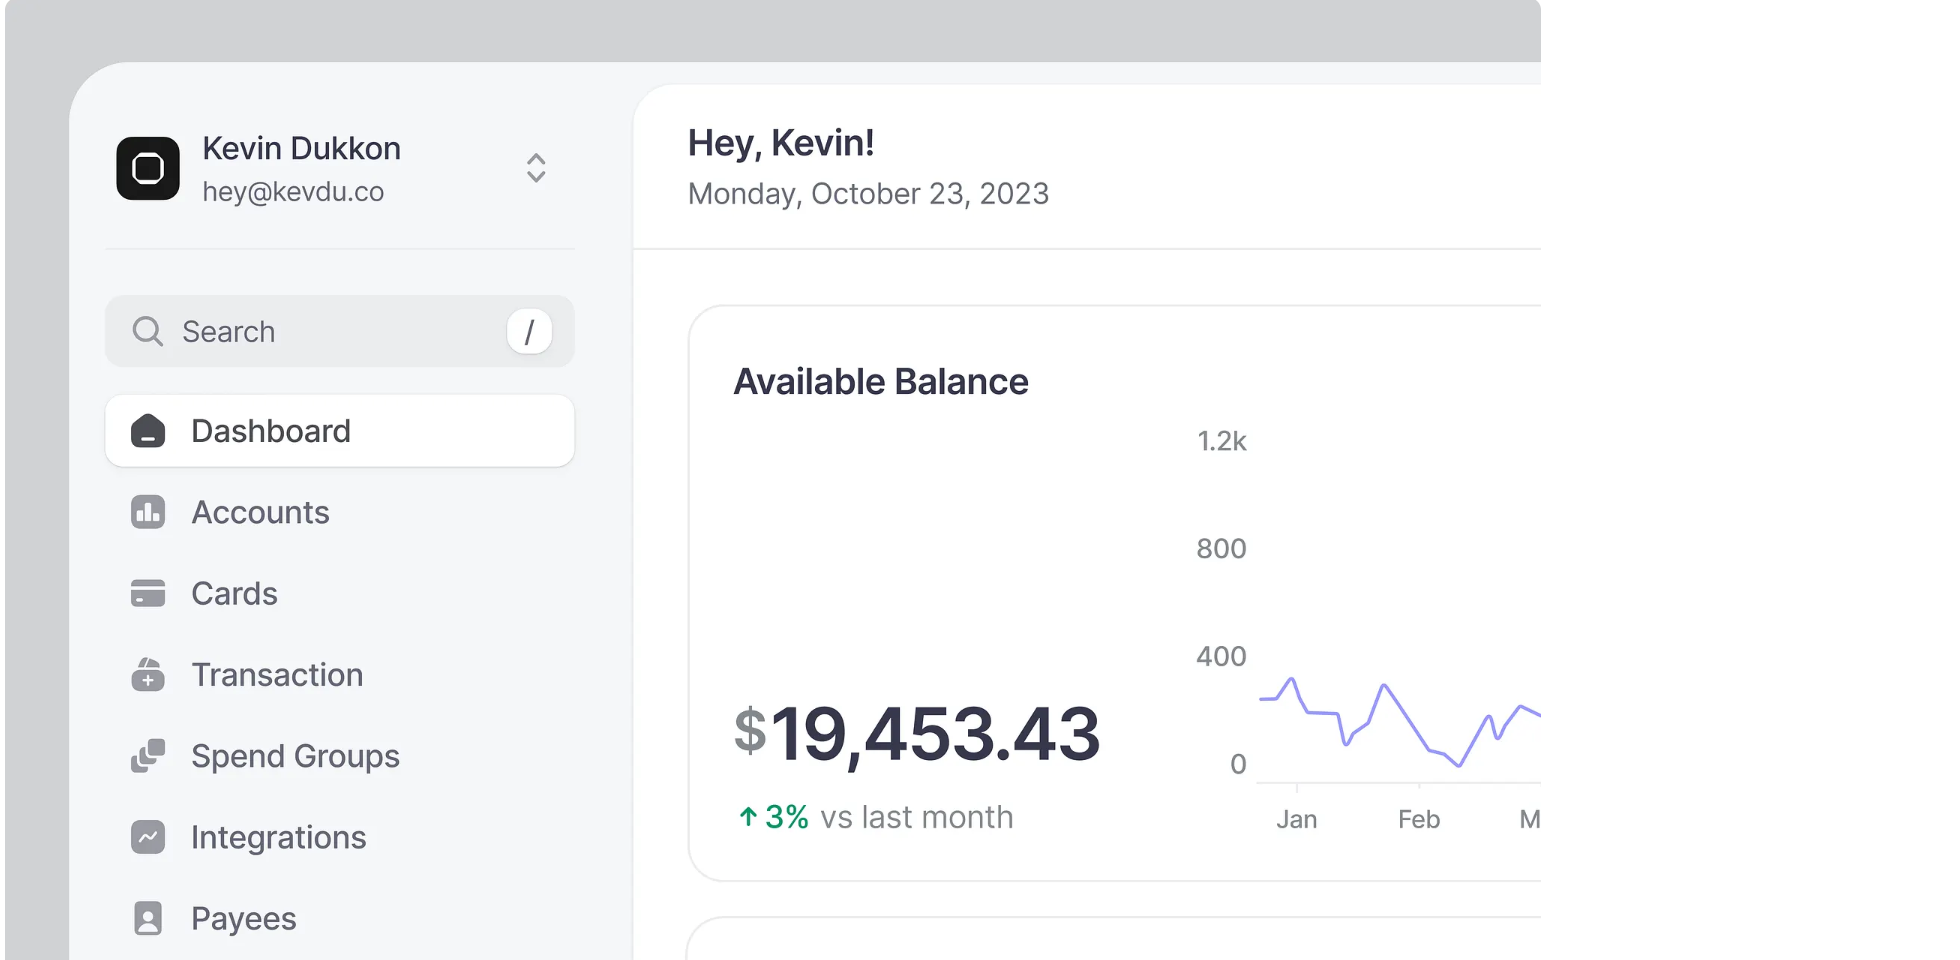 Kevin Dukkon
hey@kevdu.co
Search
/
Dashboard
Accounts
Cards
Transaction
Spend Groups
Integrations
Payees
Hey, Kevin!
Monday, October 23, 2023
Available Balance
$19,453.43
3% vs last month
1.2k
800
400
0
Jan Feb M